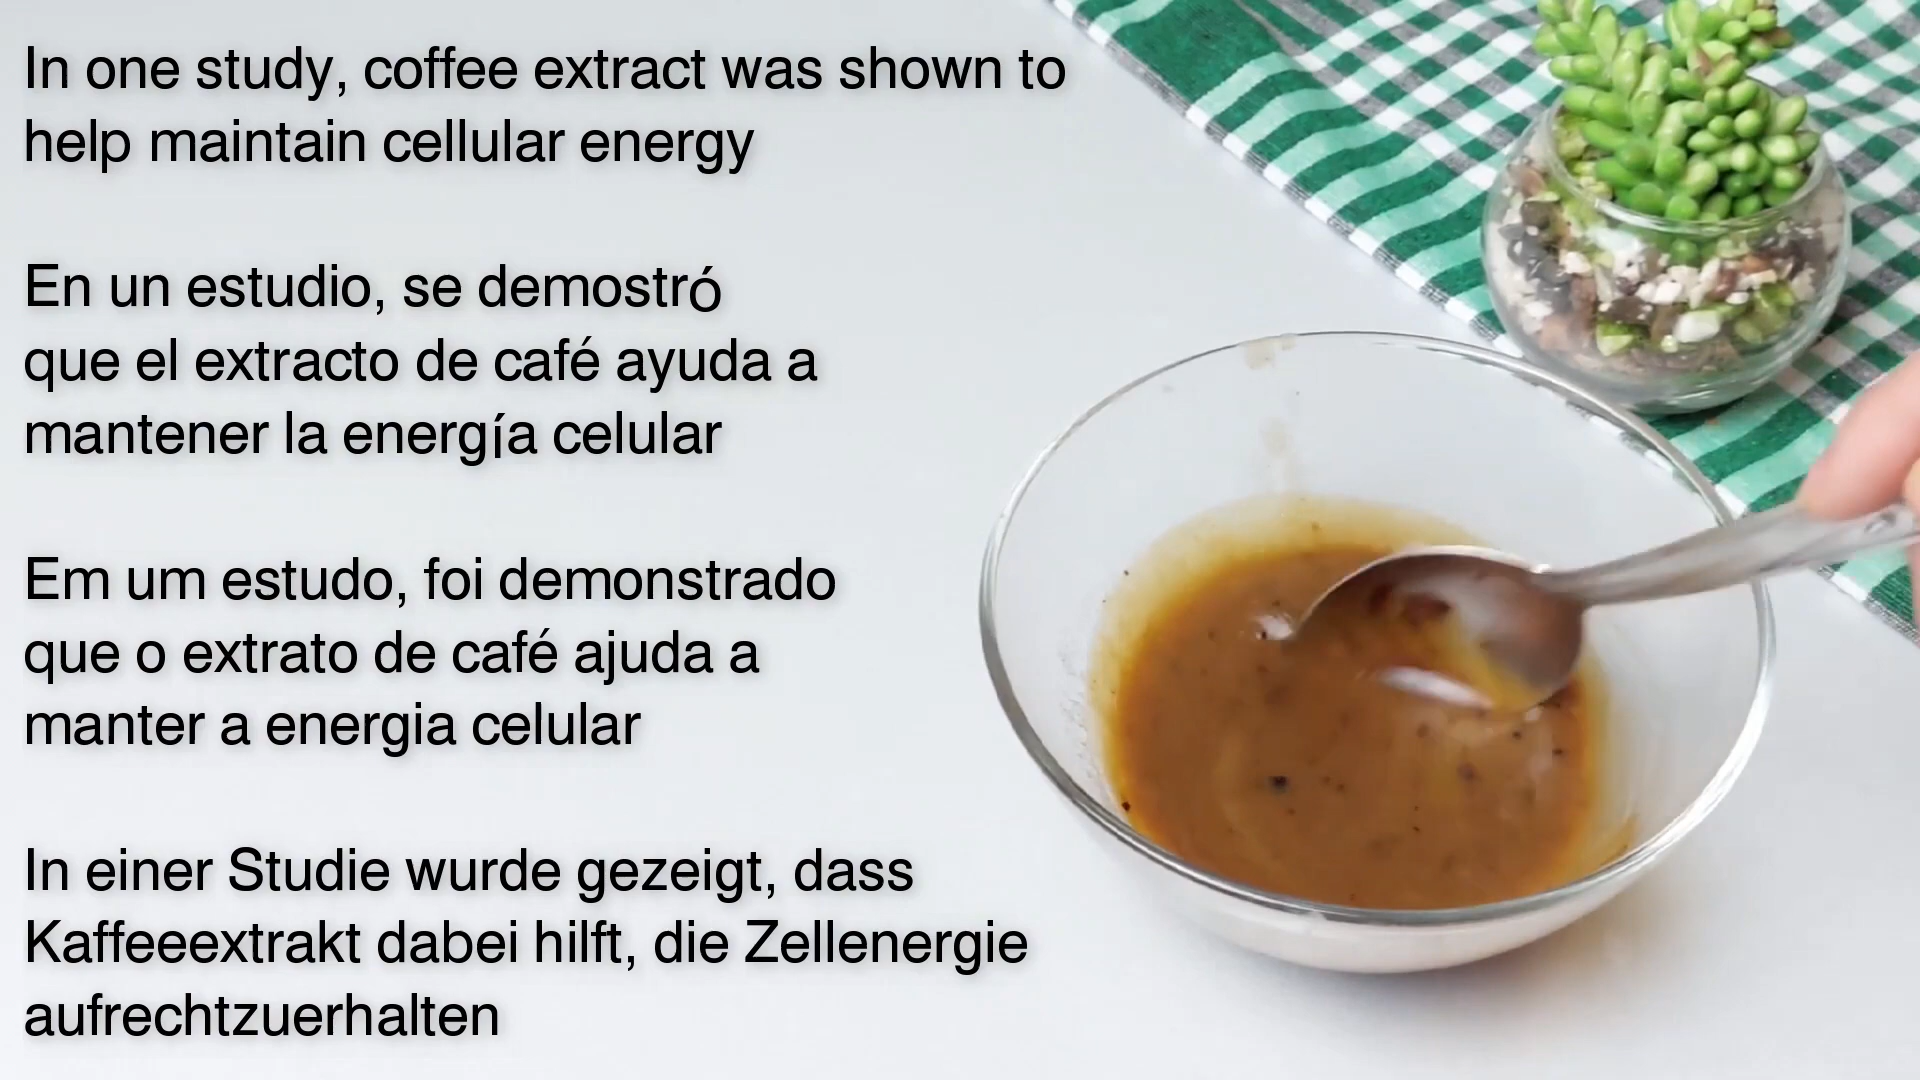 In one study, coffee extract was shown to
help maintain cellular energy
En un estudio, se demostró
que el extracto de café ayuda a
mantener la energía celular
Em um estudo, foi demonstrado
que o extrato de café ajuda a
manter a energia celular
In einer Studie wurde gezeigt, dass
Kaffeeextrakt dabei hilft, die Zellenergie
aufrechtzuerhalten